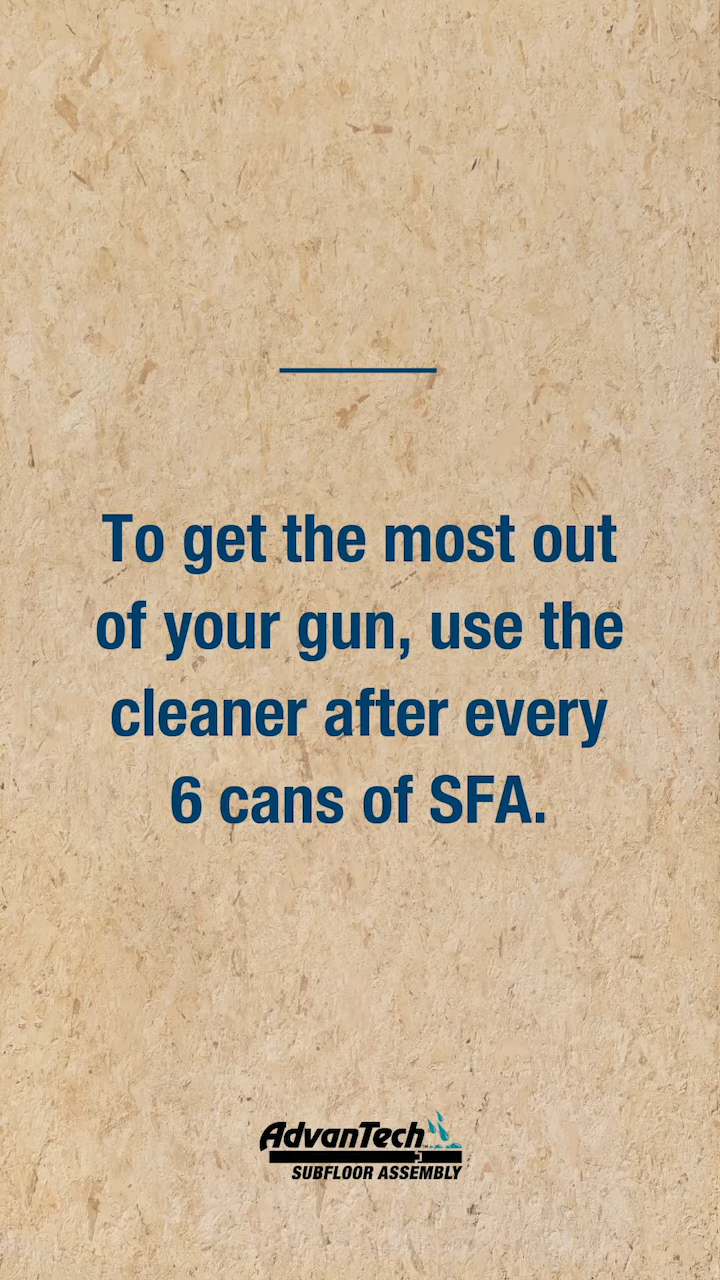 To get the most out
of your gun, use the
cleaner after every
6 cans of SFA.
AdvanTech™
SUBFLOOR ASSEMBLY